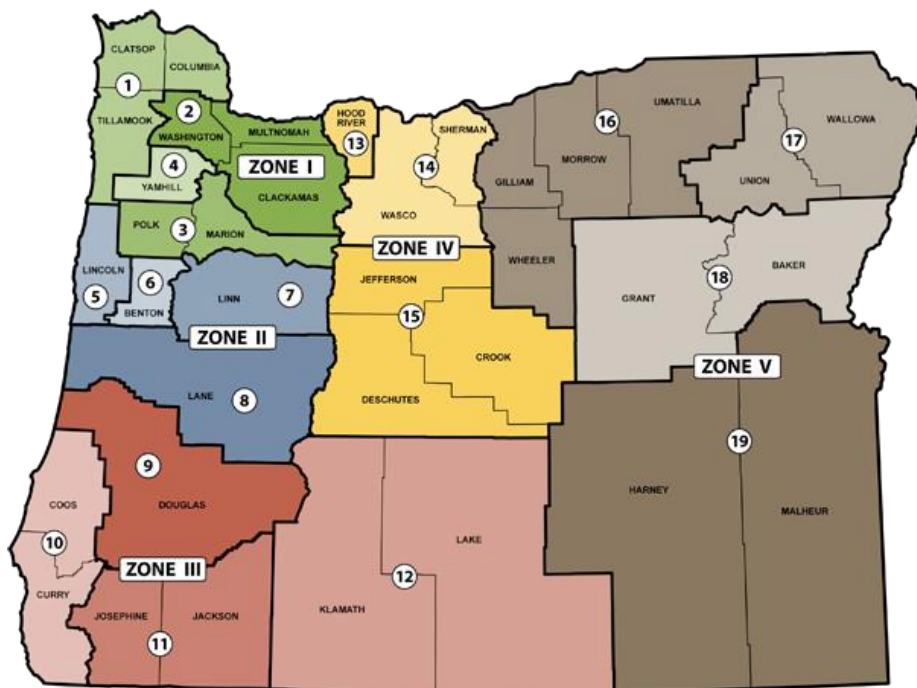 CLATSOP
COLUMBIA
1
TILLAMOOK
2
WASHINGTON
MULTNOMAH
ZONE I
CLACKAMAS
4
YAMHILL
POLK
3
MARION
HOOD
RIVER
13
SHERMAN
14
WASCO
ZONE IV
GILLIAM
MORROW
16
UMATILLA
WHEELER
17
WALLOWA
UNION
LINCOLN
5
6
BENTON
LINN
7
ZONE II
LANE
8
JEFFERSON
15
CROOK
DESCHUTES
GRANT
18
BAKER
ZONE V
9
DOUGLAS
COOS
10
CURRY
ZONE III
JOSEPHINE
JACKSON
11
KLAMATH
12
LAKE
HARNEY
19
MALHEUR